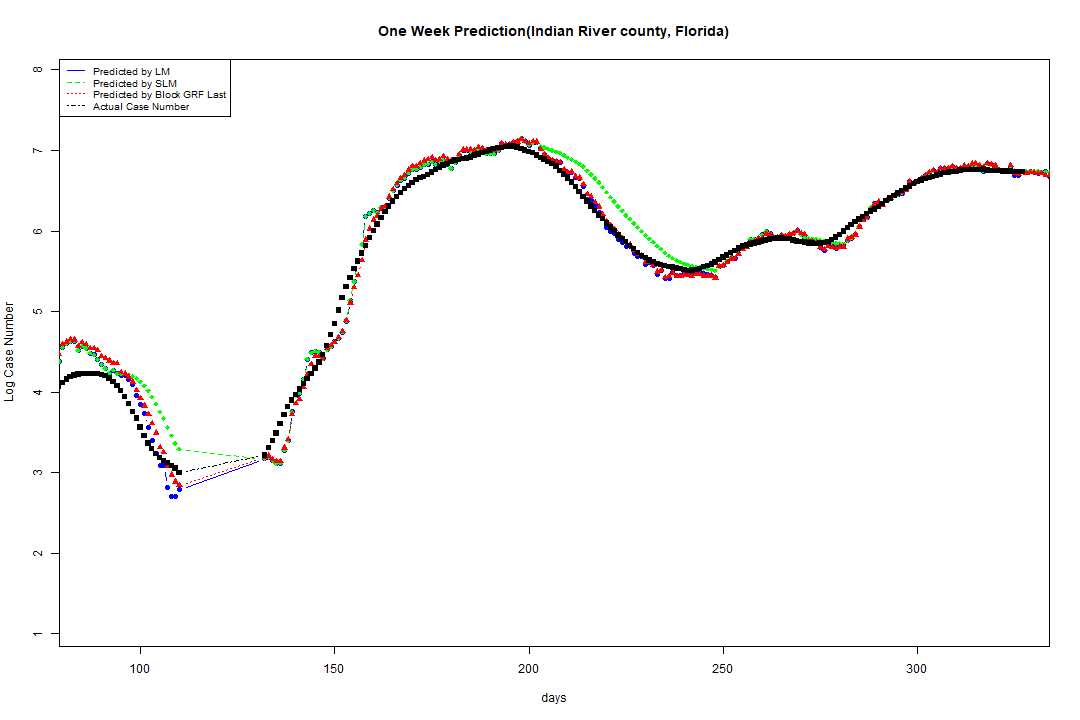 One Week Prediction(Indian River county, Florida)
Predicted by LM
Predicted by SLM
Predicted by Block GRF Last
Actual Case Number
Log Case Number
8
7
6
5
4
3
2
1
100 150 200 250 300
days